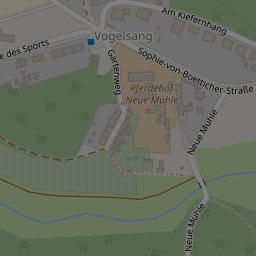 Am Kiefernhang
Vogelsang
e des Sports
Sophie-von-Boetticher-Straße
Gartenweg
Pferdehof
"Neue Mühle"
Neue Mühle
Neue Mühle